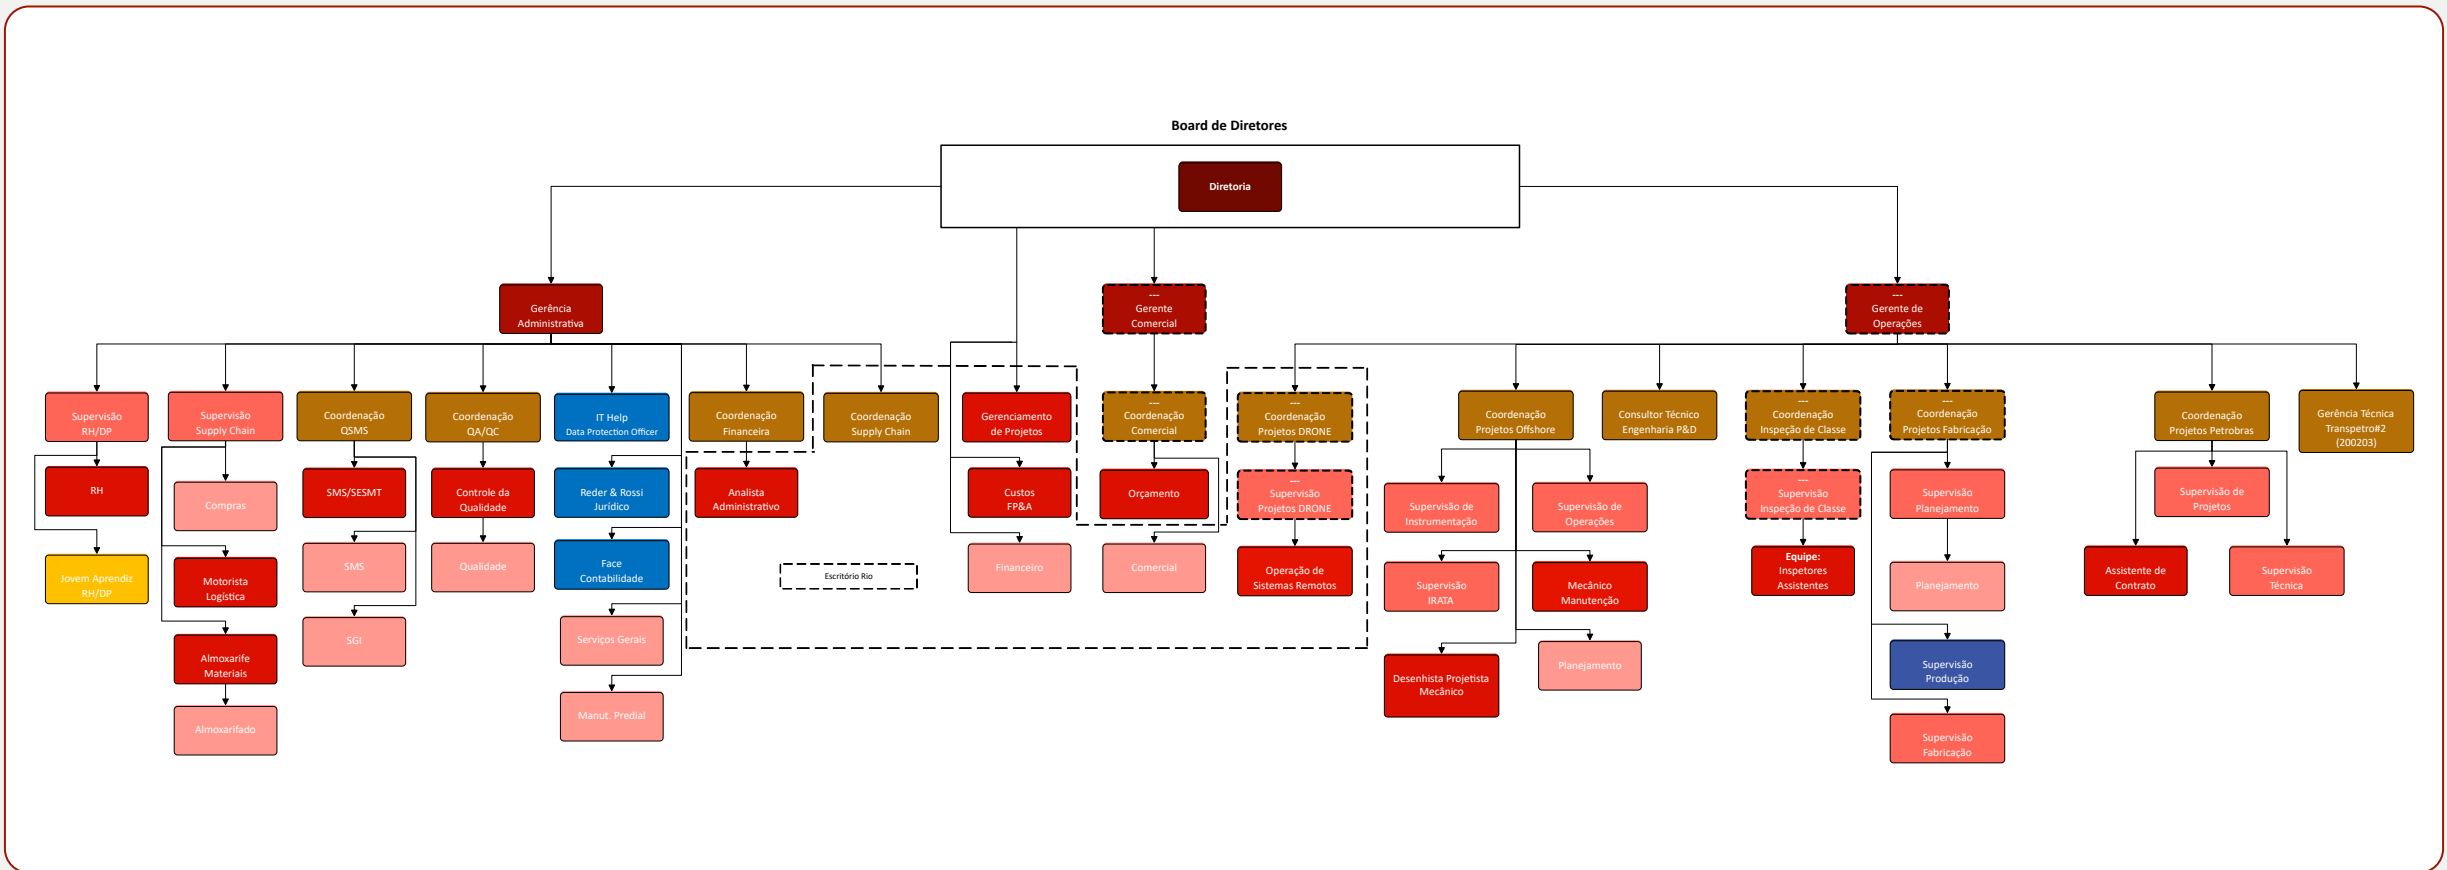 Board de Diretores
Diretoria
Gerência
Administrativa
---
Gerente
Comercial
---
Gerente de
Operações
Supervisão
RH/DP
Supervisão
Supply Chain
Coordenação
QSMS
Coordenação
QA/QC
IT Help
Data Protection Officer
Coordenação
Financeira
Coordenação
Supply Chain
Gerenciamento
de Projetos
---
Coordenação
Comercial
---
Coordenação
Projetos DRONE
Coordenação
Projetos Offshore
Consultor Técnico
Engenharia P&D
---
Coordenação
Inspeção de Classe
---
Coordenação
Projetos Fabricação
Coordenação
Projetos Petrobras
Gerência Técnica
Transpetro#2
(200203)
RH
Compras
SMS/SESMT
Controle da
Qualidade
Reder & Rossi
Jurídico
Analista
Administrativo
Custos
FP&A
Orçamento
---
Supervisão
Projetos DRONE
Supervisão de
Instrumentação
Supervisão de
Operações
---
Supervisão
Inspeção de Classe
Supervisão
Planejamento
Supervisão de
Projetos
Jovem Aprendiz
RH/DP
Motorista
Logística
SMS
Qualidade
Face
Contabilidade
Escritório Rio
Financeiro
Comercial
Operação de
Sistemas Remotos
Supervisão
IRATA
Mecânico
Manutenção
Equipe:
Inspetores
Assistentes
Planejamento
Assistente de
Contrato
Supervisão
Técnica
Almoxarife
Materiais
SGI
Serviços Gerais
Desenhista Projetista
Mecânico
Planejamento
Supervisão
Produção
Almoxarifado
Manut. Predial
Supervisão
Fabricação